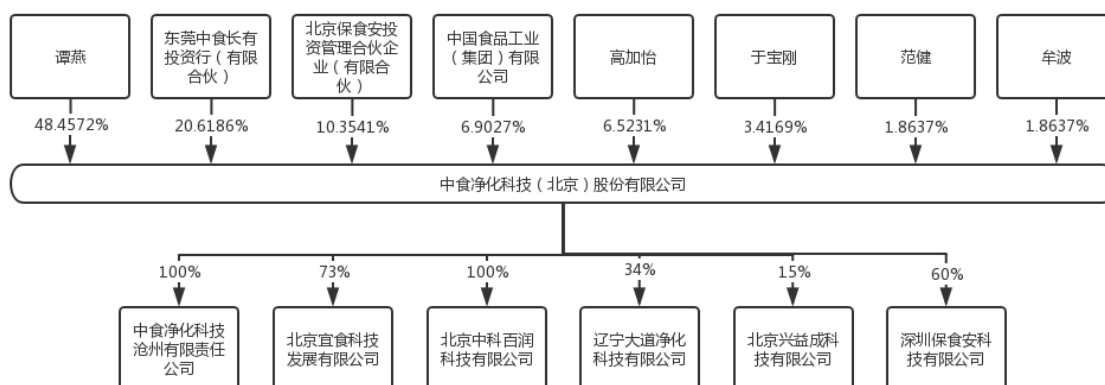 谭燕
东莞中食长有
投资行（有限
合伙）
北京保食安投
资管理合伙企
业（有限合
伙）
中国食品工业
（集团）有限
公司
高加怡
于宝刚
范健
牟波
48.4572%
20.6186%
10.3541%
6.9027%
6.5231%
3.4169%
1.8637%
1.8637%
中食净化科技（北京）股份有限公司
100%
73%
100%
34%
15%
60%
中食净化科技
沧州有限责任
公司
北京宜食科技
发展有限公司
北京中科百润
科技有限公司
辽宁大道净化
科技有限公司
北京兴益成科
技有限公司
深圳保食安科
技有限公司